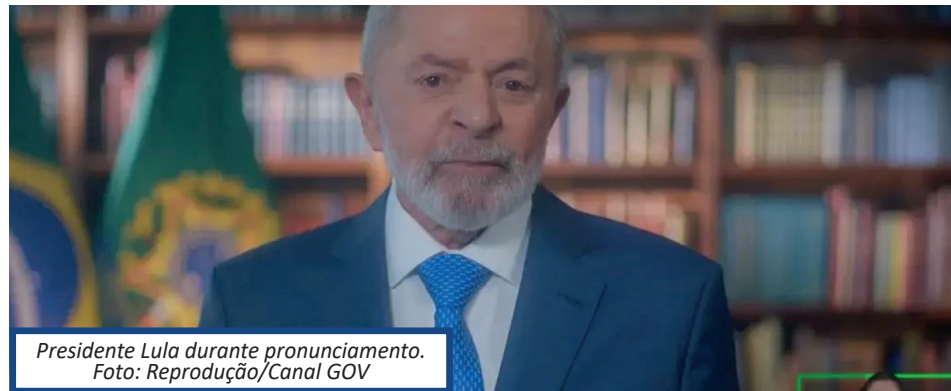 Presidente Lula durante pronunciamento.
Foto: Reprodução/Canal GOV